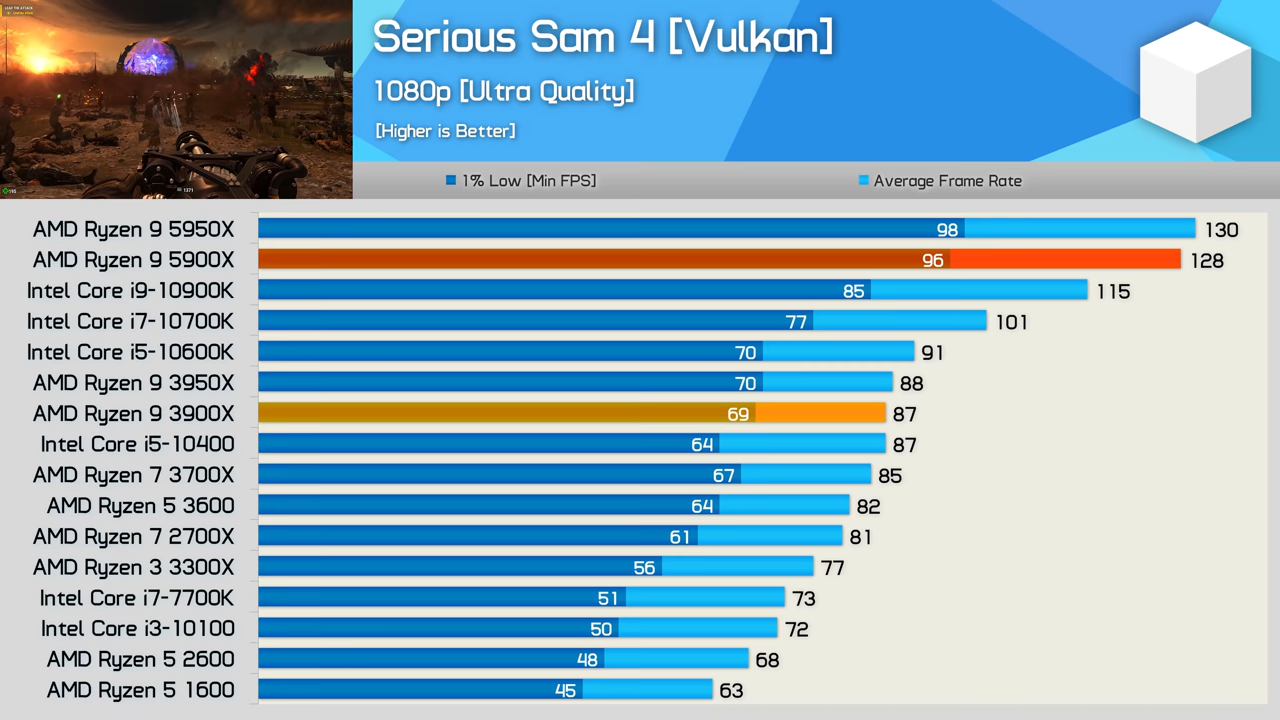 Serious Sam 4 [Vulkan]
1080p [Ultra Quality]
[Higher is Better]
1% Low [Min FPS] Average Frame Rate
AMD Ryzen 9 5950X 98 130
AMD Ryzen 9 5900X 96 128
Intel Core i9-10900K 85 115
Intel Core i7-10700K 77 101
Intel Core i5-10600K 70 91
AMD Ryzen 9 3950X 70 88
AMD Ryzen 9 3900X 69 87
Intel Core i5-10400 64 87
AMD Ryzen 7 3700X 67 85
AMD Ryzen 5 3600 64 82
AMD Ryzen 7 2700X 61 81
AMD Ryzen 3 3300X 56 77
Intel Core i7-7700K 51 73
Intel Core i3-10100 50 72
AMD Ryzen 5 2600 48 68
AMD Ryzen 5 1600 45 63